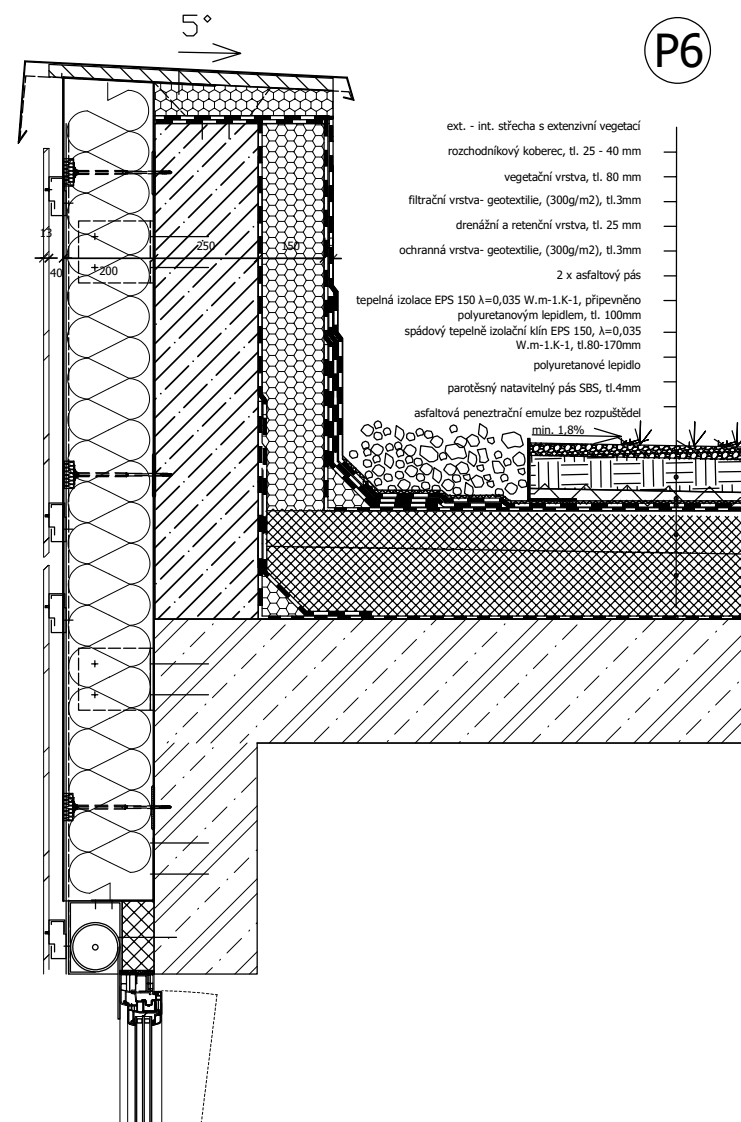 5°
P6
ext. - int. střecha s extenzivní vegetací
rozchodníkový koberec, tl. 25 - 40 mm
vegetační vrstva, tl. 80 mm
filtrační vrstva- geotextilie, (300g/m2), tl.3mm
drenážní a retenční vrstva, tl. 25 mm
ochranná vrstva- geotextilie, (300g/m2), tl.3mm
2 x asfaltový pás
tepelná izolace EPS 150 λ=0,035 W.m-1.K-1, připevněno
polyuretanovým lepidlem, tl. 100mm
spádový tepelně izolační klín EPS 150, λ=0,035
W.m-1.K-1, tl.80-170mm
polyuretanové lepidlo
parotěsný natavitelný pás SBS, tl.4mm
asfaltová peneztrační emulze bez rozpuštědel
min. 1,8%
13
40
200
250
150